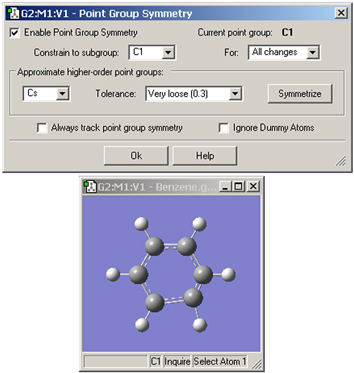 G2:M1:V1 - Point Group Symmetry
Enable Point Group Symmetry Current point group: C1
Constrain to subgroup: C1 For: All changes
Approximate higher-order point groups:
Cs Tolerance: Very loose (0.3) Symmetrize
Always track point group symmetry Ignore Dummy Atoms
Ok Help
G2:M1:V1 - Benzene.g...
C1 Inquire Select Atom 1